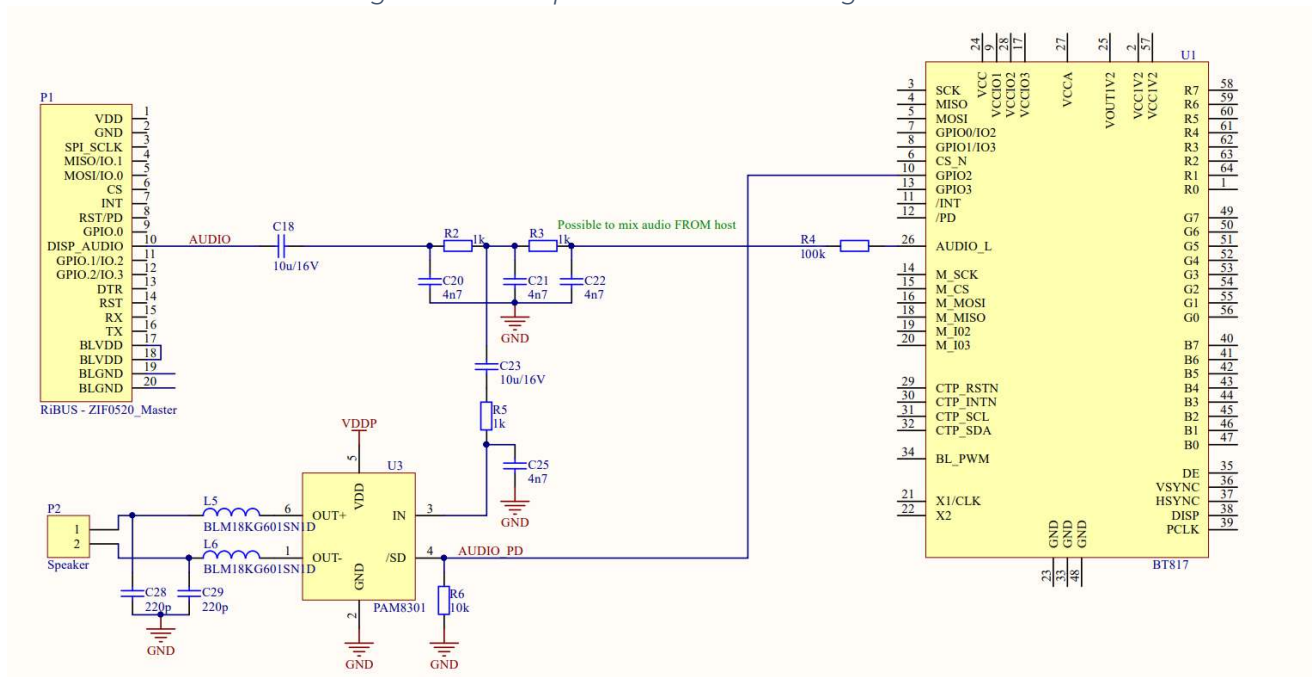 P1
VDD 1
GND 2
SPI_SCLK 3
MISO/IO.1 4
MOSI/IO.0 5
CS 6
INT 7
RST/PD 8
GPIO.0 9
DISP_AUDIO 10
GPIO.1/IO.2 11
GPIO.2/IO.3 12
DTR 13
RST 14
RX 15
TX 16
BLVDD 17
BLVDD 18
BLGND 19
BLGND 20
RiBUS - ZIF0520_Master
AUDIO
C18
10u/16V
R2
1k
R3
1k
Possible to mix audio FROM host
C20
4n7
C21
4n7
C22
4n7
GND
C23
10u/16V
R5
1k
C25
4n7
GND
R4
100k
VDDP
5
U3
VDD
6 OUT+
1 OUT-
IN 3
/SD 4
GND
2
PAM8301
GND
AUDIO_PD
R6
10k
GND
P2
1
2
Speaker
L5
BLM18KG601SN1D
L6
BLM18KG601SN1D
C28
220p
C29
220p
GND
U1
24 VCC
9 VCCIO1
28 VCCIO2
17 VCCIO3
27 VCCA
25 VOUT1V2
2 VCC1V2
57 VCC1V2
3 SCK
4 MISO
5 MOSI
7 GPIO0/IO2
8 GPIO1/IO3
6 CS_N
10 GPIO2
13 GPIO3
11 /INT
12 /PD
26 AUDIO_L
14 M_SCK
15 M_CS
16 M_MOSI
18 M_MISO
19 M_I02
20 M_I03
29 CTP_RSTN
30 CTP_INTN
31 CTP_SCL
32 CTP_SDA
34 BL_PWM
21 X1/CLK
22 X2
R7 58
R6 59
R5 60
R4 61
R3 62
R2 63
R1 64
R0 1
G7 49
G6 50
G5 51
G4 52
G3 53
G2 54
G1 55
G0 56
B7 40
B6 41
B5 42
B4 43
B3 44
B2 45
B1 46
B0 47
DE 35
VSYNC 36
HSYNC 37
DISP 38
PCLK 39
GND 23
GND 33
GND 48
BT817